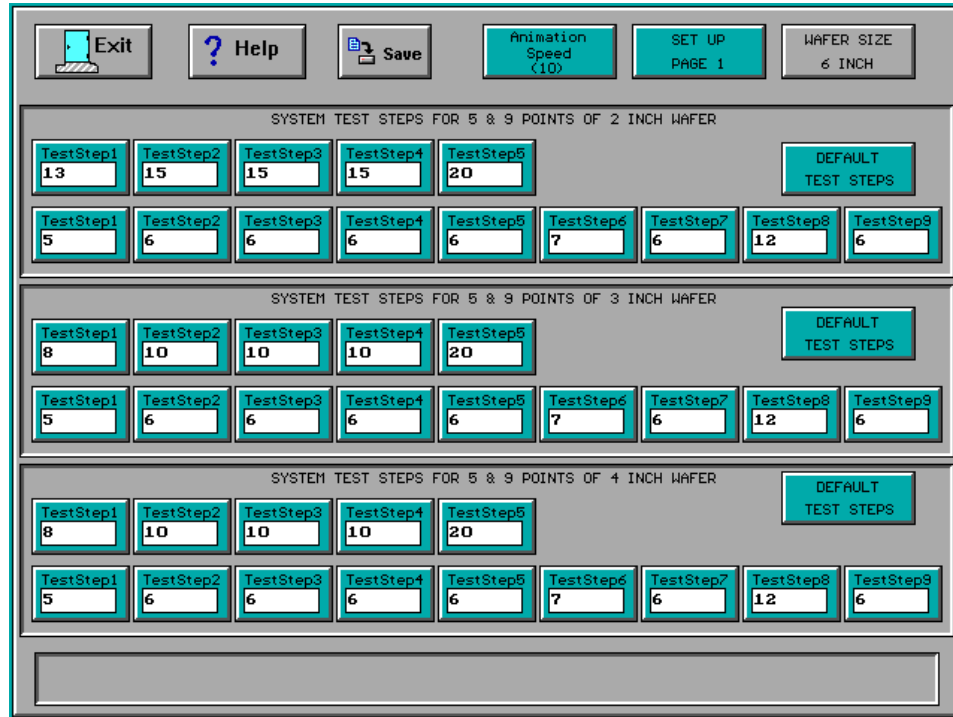 Exit
Help
Save
Animation
Speed
(10)
SET UP
PAGE 1
WAFER SIZE
6 INCH
SYSTEM TEST STEPS FOR 5 & 9 POINTS OF 2 INCH WAFER
TestStep1 TestStep2 TestStep3 TestStep4 TestStep5
13 15 15 15 20
DEFAULT
TEST STEPS
TestStep1 TestStep2 TestStep3 TestStep4 TestStep5 TestStep6 TestStep7 TestStep8 TestStep9
5 6 6 6 6 7 6 12 6
SYSTEM TEST STEPS FOR 5 & 9 POINTS OF 3 INCH WAFER
TestStep1 TestStep2 TestStep3 TestStep4 TestStep5
8 10 10 10 20
DEFAULT
TEST STEPS
TestStep1 TestStep2 TestStep3 TestStep4 TestStep5 TestStep6 TestStep7 TestStep8 TestStep9
5 6 6 6 6 7 6 12 6
SYSTEM TEST STEPS FOR 5 & 9 POINTS OF 4 INCH WAFER
TestStep1 TestStep2 TestStep3 TestStep4 TestStep5
8 10 10 10 20
DEFAULT
TEST STEPS
TestStep1 TestStep2 TestStep3 TestStep4 TestStep5 TestStep6 TestStep7 TestStep8 TestStep9
5 6 6 6 6 7 6 12 6